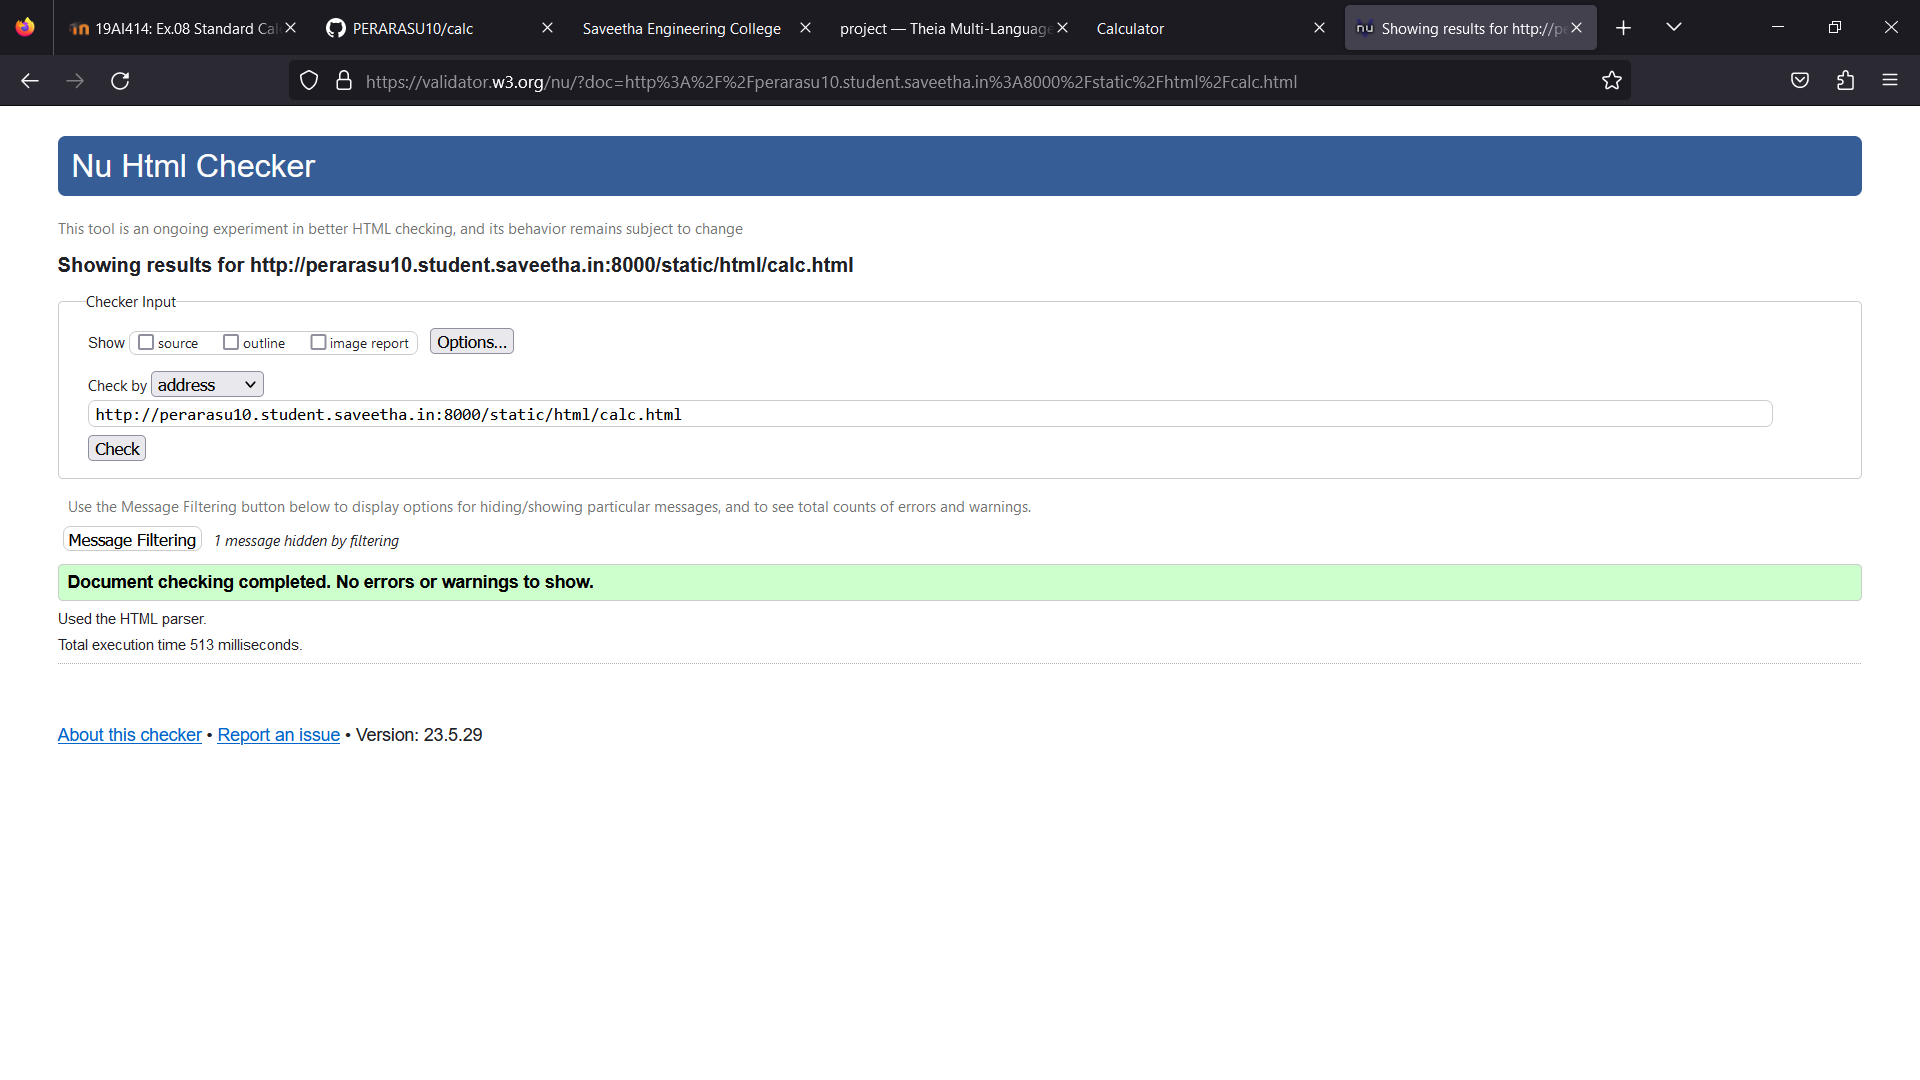 19AI414: Ex.08 Standard Cal
PERARASU10/calc
Saveetha Engineering College
project — Theia Multi-Language
Calculator
nu Showing results for http://pe
https://validator.w3.org/nu/?doc=http%3A%2F%2Fperarasu10.student.saveetha.in%3A8000%2Fstatic%2Fhtml%2Fcalc.html
Nu Html Checker
This tool is an ongoing experiment in better HTML checking, and its behavior remains subject to change
Showing results for http://perarasu10.student.saveetha.in:8000/static/html/calc.html
Checker Input
Show source outline image report Options...
Check by address
http://perarasu10.student.saveetha.in:8000/static/html/calc.html
Check
Use the Message Filtering button below to display options for hiding/showing particular messages, and to see total counts of errors and warnings.
Message Filtering 1 message hidden by filtering
Document checking completed. No errors or warnings to show.
Used the HTML parser.
Total execution time 513 milliseconds.
About this checker • Report an issue • Version: 23.5.29